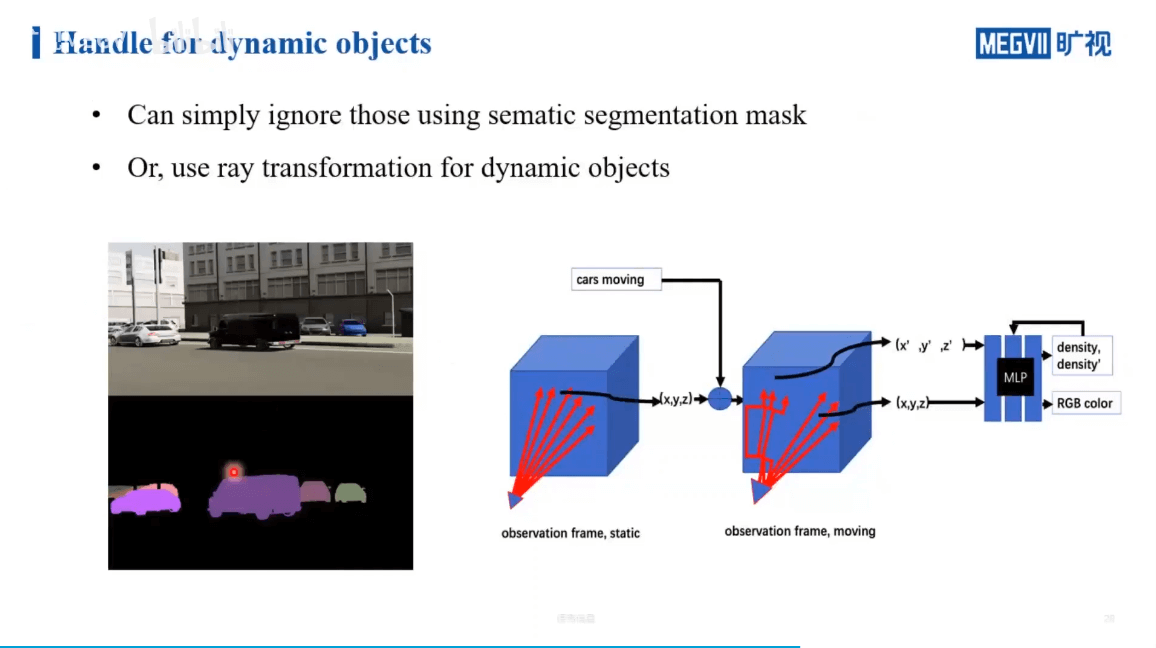 Handle for dynamic objects
MEGVII 旷视
• Can simply ignore those using sematic segmentation mask
• Or, use ray transformation for dynamic objects
cars moving
(x' ,y' ,z' )
density,
density'
(x,y,z)
MLP
(x,y,z)
RGB color
observation frame, static
observation frame, moving